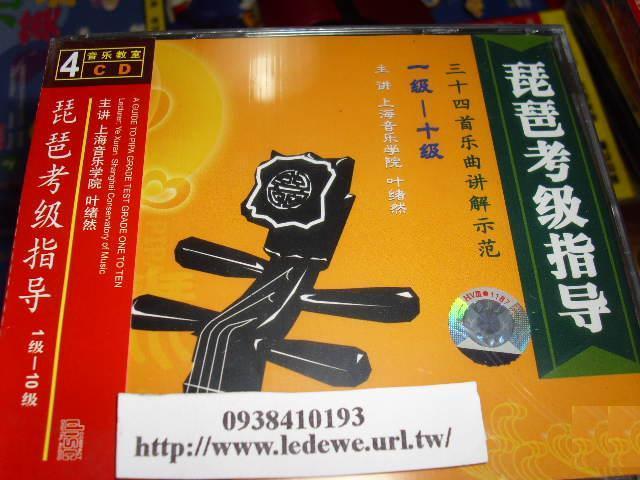 4
音乐教室
CD
A GUIDE TO PIPA GRADE TEST GRADE ONE TO TEN
Lecturer: Ye Xuran Shanghai Conservatory of Music
主讲 上海音乐学院 叶绪然
琵琶考级指导
1级—10级
琵琶考级指导
三十四首乐曲讲解示范
一级—十级
主讲 上海音乐学院 叶绪然
HVⅢ●1187
disc
0938410193
http://www.ledewe.url.tw/